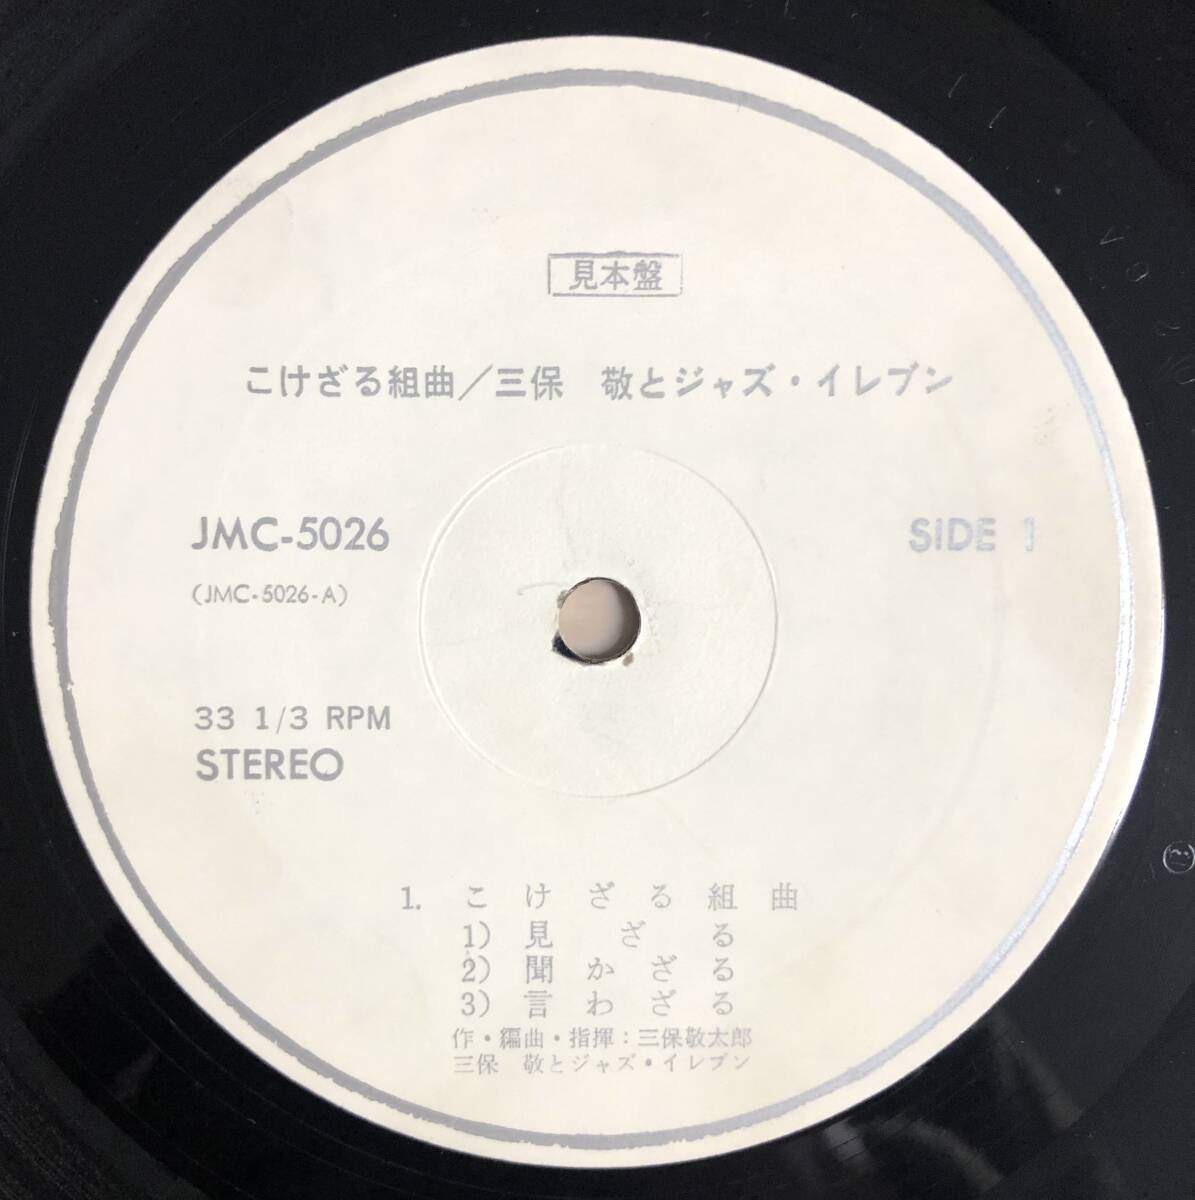 見本盤
こけざる組曲／三保 敬とジャズ・イレブン
JMC-5026
SIDE 1
(JMC-5026-A)
33 1/3 RPM
STEREO
1. こけざる組曲
1) 見ざる
2) 聞かざる
3) 言わざる
作・編曲・指揮：三保敬太郎
三保 敬とジャズ・イレブン